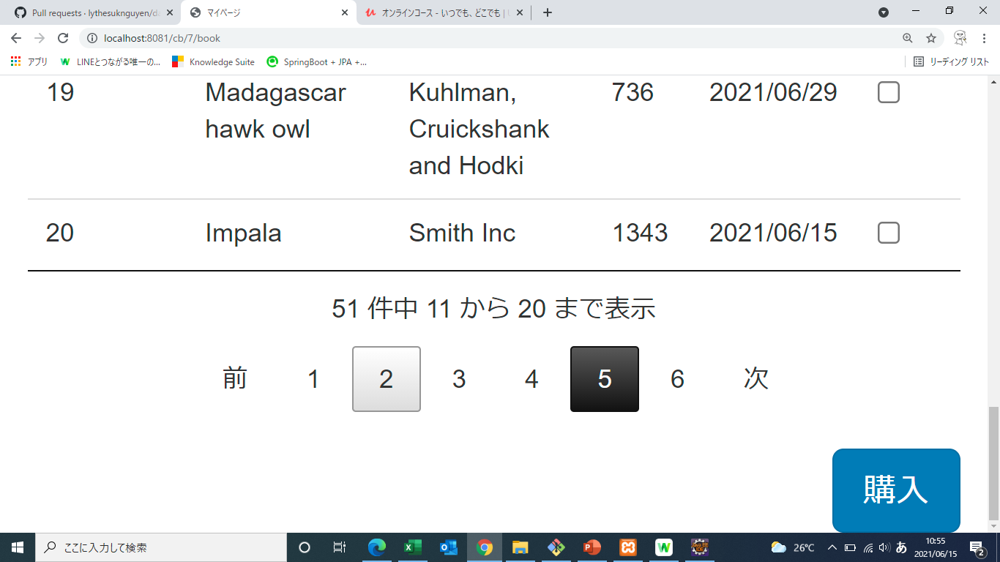 Pull requests · lythesuknguyen/d
マイページ
オンラインコース - いつでも、どこでも |
localhost:8081/cb/7/book
アプリ
LINEとつながる唯一の...
Knowledge Suite
SpringBoot + JPA +...
リーディング リスト
19 Madagascar hawk owl Kuhlman, Cruickshank and Hodki 736 2021/06/29
20 Impala Smith Inc 1343 2021/06/15
51 件中 11 から 20 まで表示
前 1 2 3 4 5 6 次
購入
ここに入力して検索
26°C
あ
10:55
2021/06/15
2